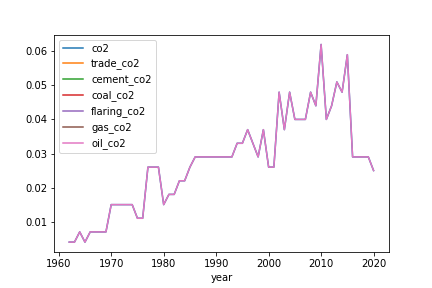 co2
trade_co2
cement_co2
coal_co2
flaring_co2
gas_co2
oil_co2
0.06
0.05
0.04
0.03
0.02
0.01
1960 1970 1980 1990 2000 2010 2020
year